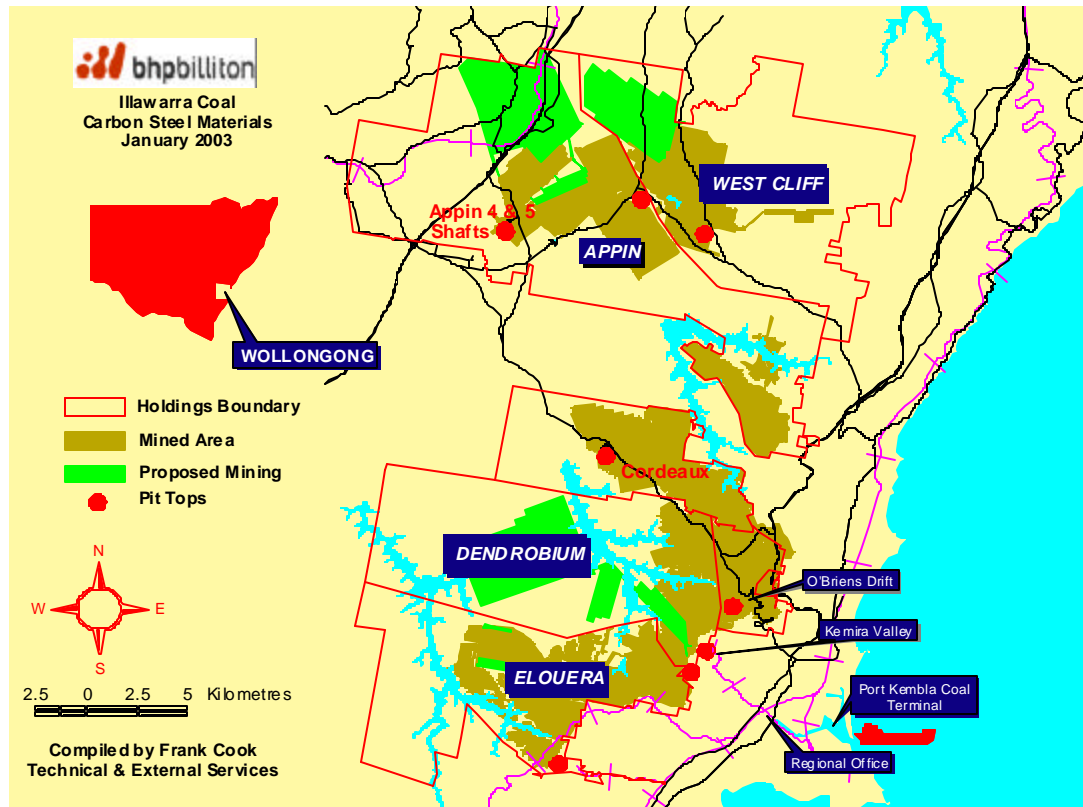 bhpbilliton
Illawarra Coal
Carbon Steel Materials
January 2003
WEST CLIFF
Appin 4 & 5
Shafts
APPIN
WOLLONGONG
Holdings Boundary
Mined Area
Proposed Mining
Pit Tops
Cordeaux
DENDROBIUM
N
W
E
S
O'Briens Drift
Kemira Valley
ELOUERA
2.5 0 2.5 5 Kilometres
Port Kembla Coal
Terminal
Regional Office
Compiled by Frank Cook
Technical & External Services